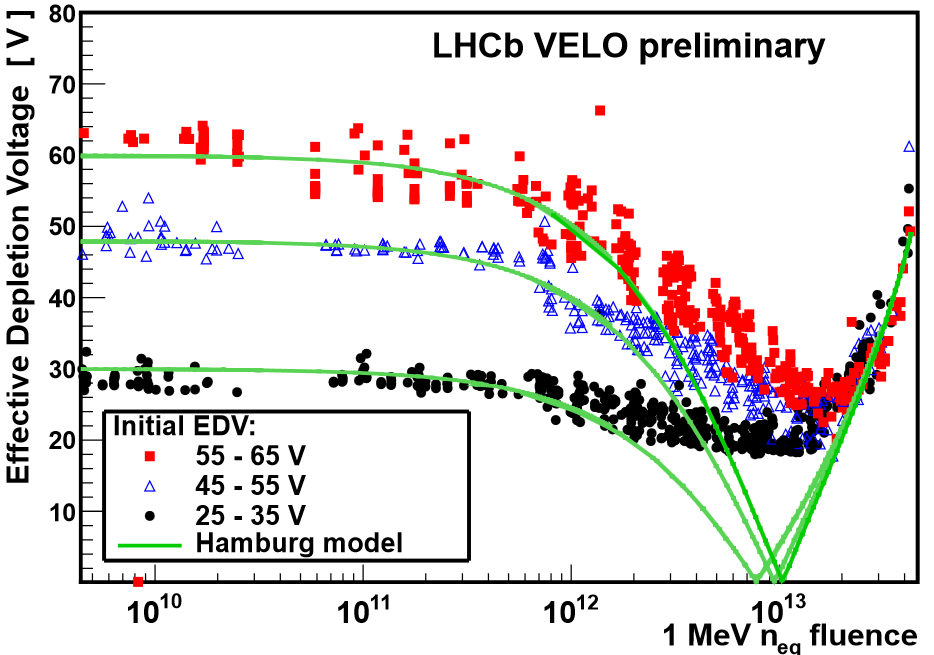 LHCb VELO preliminary
Effective Depletion Voltage [ V ]
80
70
60
50
40
30
20
10
Initial EDV:
55 - 65 V
45 - 55 V
25 - 35 V
Hamburg model
10^10 10^11 10^12 10^13
1 MeV n_eq fluence